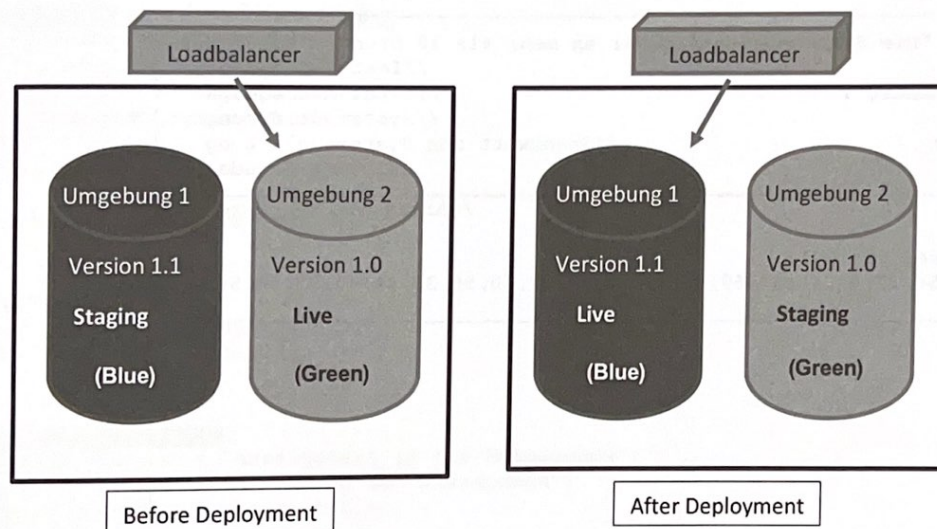 Loadbalancer
Umgebung 1
Version 1.1
Staging
(Blue)
Umgebung 2
Version 1.0
Live
(Green)
Before Deployment
Loadbalancer
Umgebung 1
Version 1.1
Live
(Blue)
Umgebung 2
Version 1.0
Staging
(Green)
After Deployment